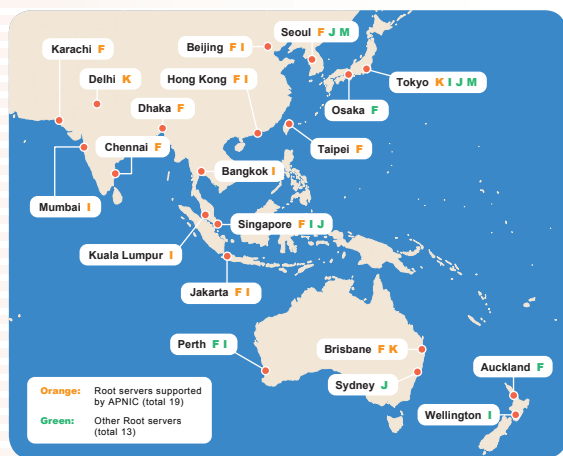 Seoul F J M
Karachi F
Beijing F I
Delhi K
Hong Kong F I
Tokyo K I J M
Dhaka F
Osaka F
Chennai F
Taipei F
Bangkok I
Mumbai I
Singapore F I J
Kuala Lumpur I
Jakarta F I
Perth F I
Brisbane F K
Auckland F
Sydney J
Wellington I
Orange: Root servers supported
by APNIC (total 19)
Green: Other Root servers
(total 13)